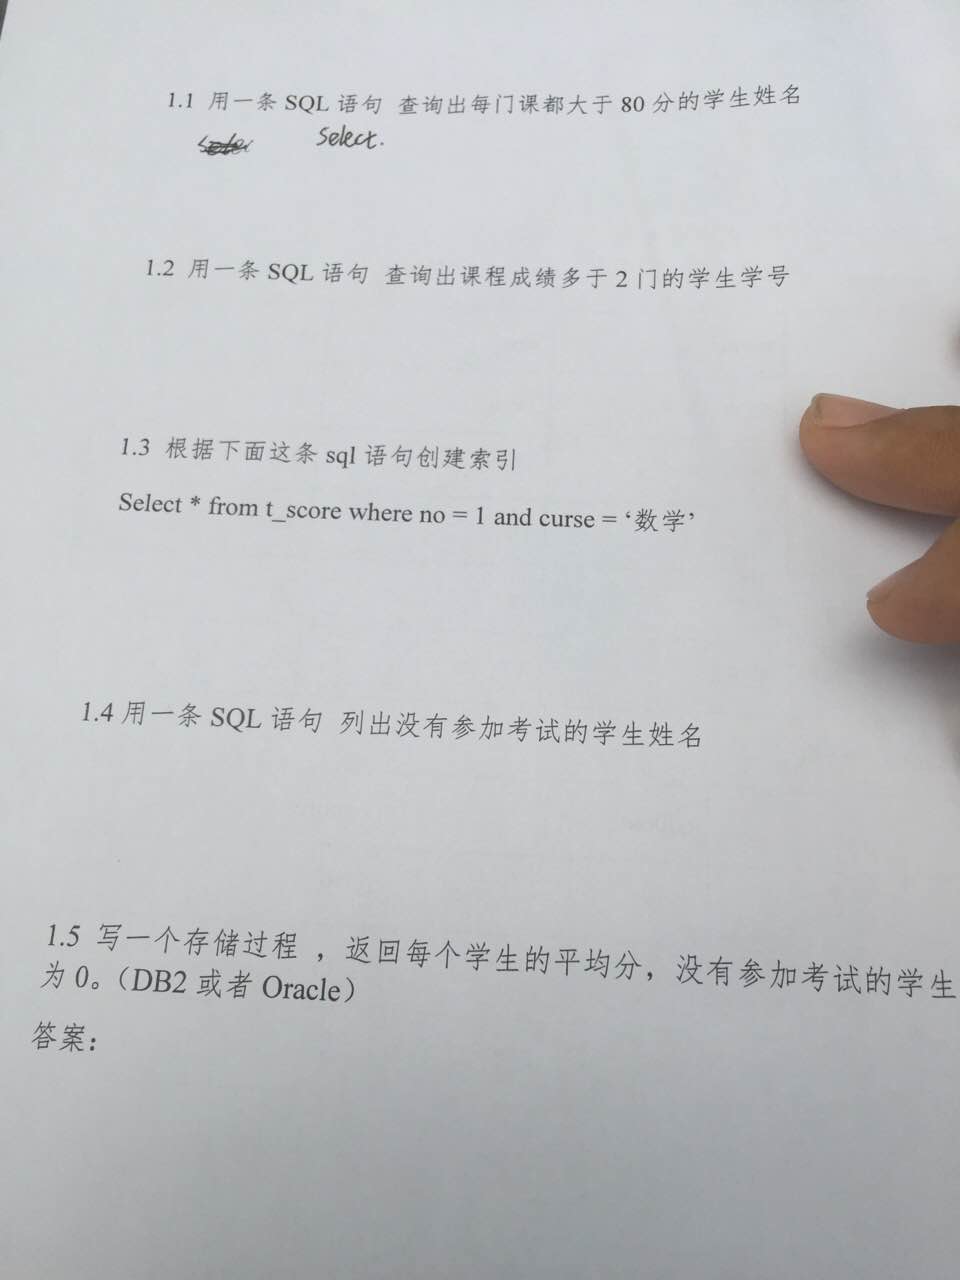 1.1 用一条 SQL 语句 查询出每门课都大于 80 分的学生姓名
Select.
1.2 用一条 SQL 语句 查询出课程成绩多于 2 门的学生学号
1.3 根据下面这条 sql 语句创建索引
Select * from t_score where no = 1 and curse = ‘数学’
1.4 用一条 SQL 语句 列出没有参加考试的学生姓名
1.5 写一个存储过程 ，返回每个学生的平均分，没有参加考试的学生
为 0。（DB2 或者 Oracle）
答案：